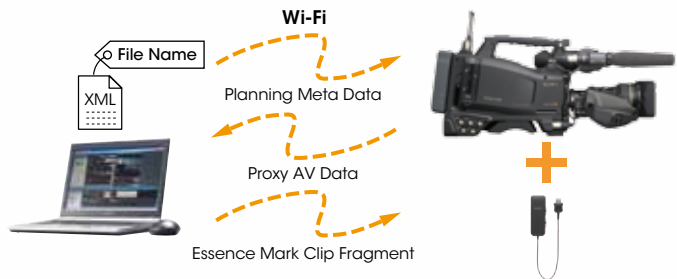 Wi-Fi
File Name
XML
Planning Meta Data
Proxy AV Data
Essence Mark Clip Fragment